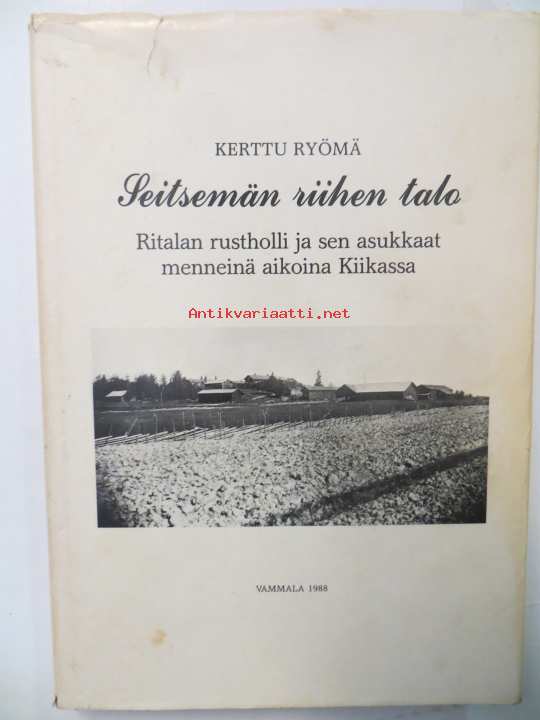 KERTTU RYÖMÄ
Seitsemän riihen talo
Ritalan rustholli ja sen asukkaat
menneinä aikoina Kiikassa
Antikvariaatti.net
VAMMALA 1988